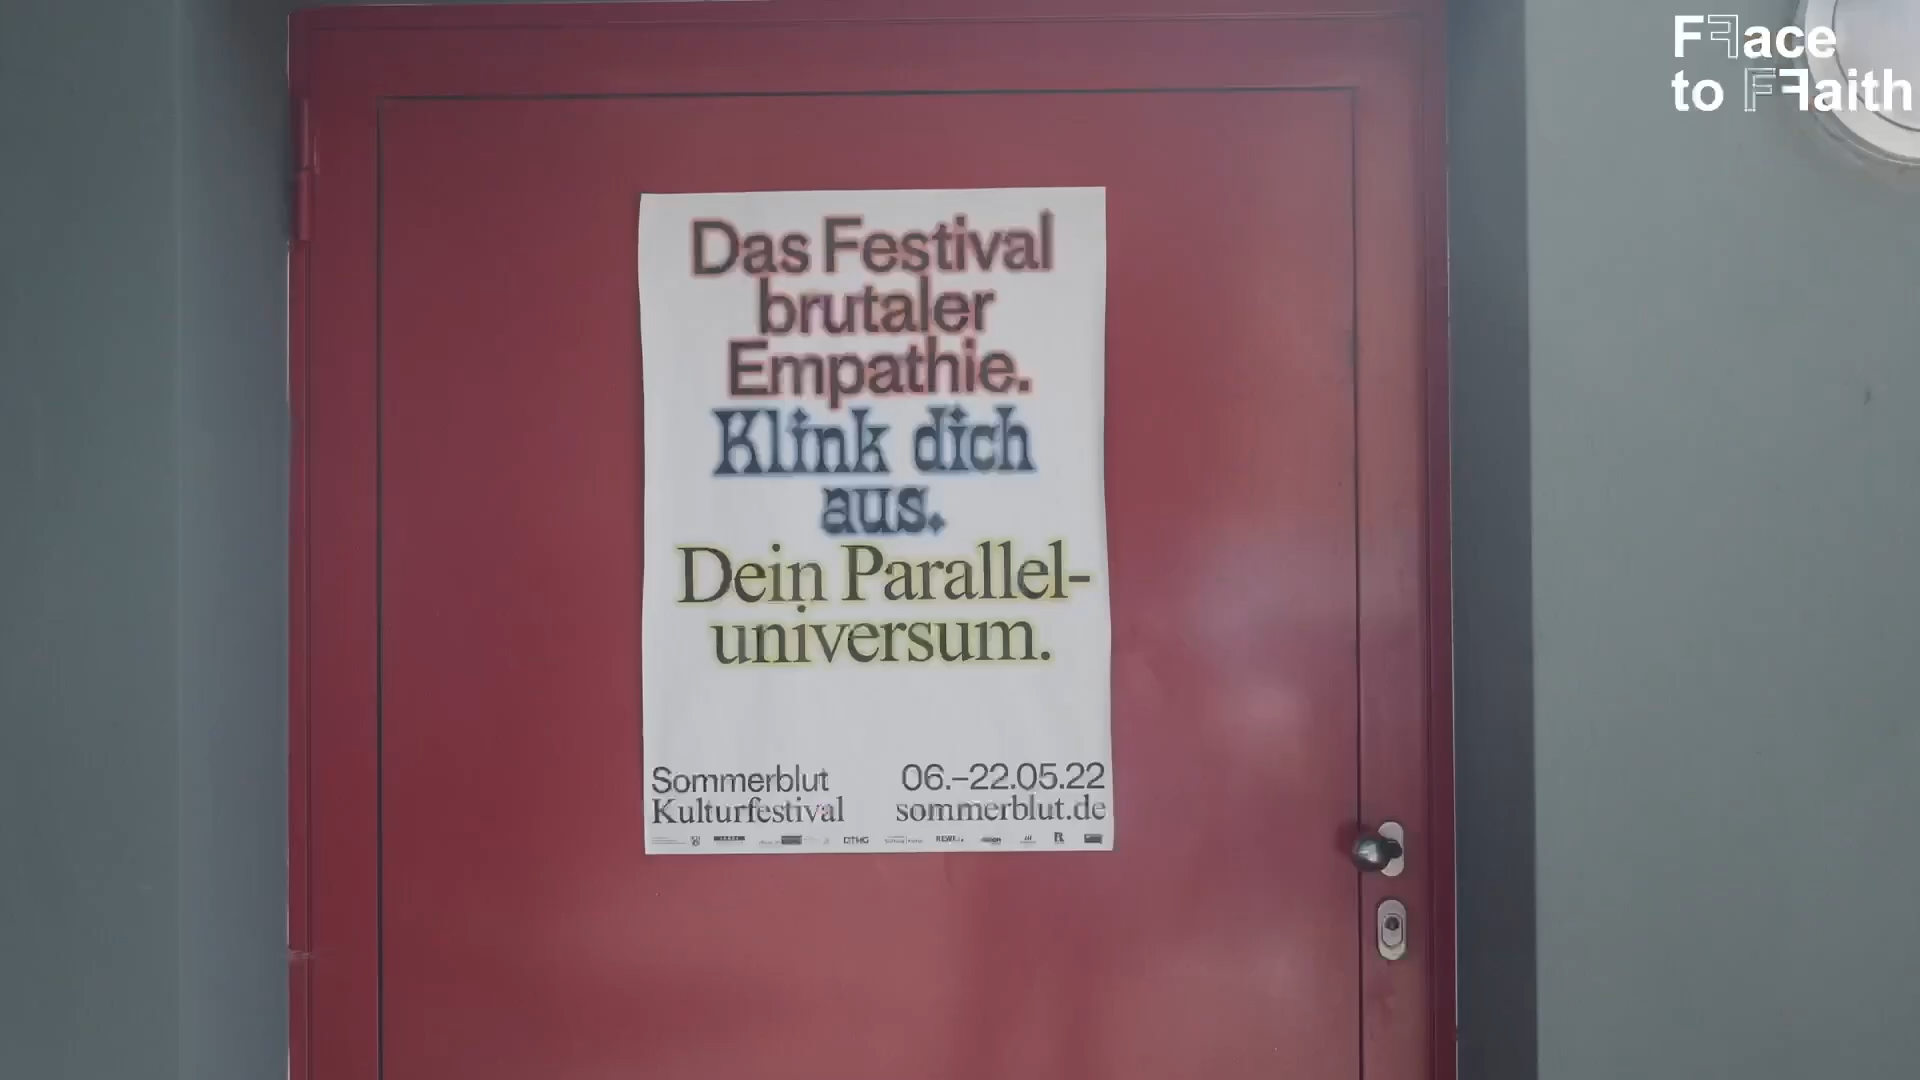 FFace
to FFaith
Das Festival
brutaler
Empathie.
Klink dich
aus.
Dein Parallel-
universum.
Sommerblut
Kulturfestival
06.–22.05.22
sommerblut.de
DTHG